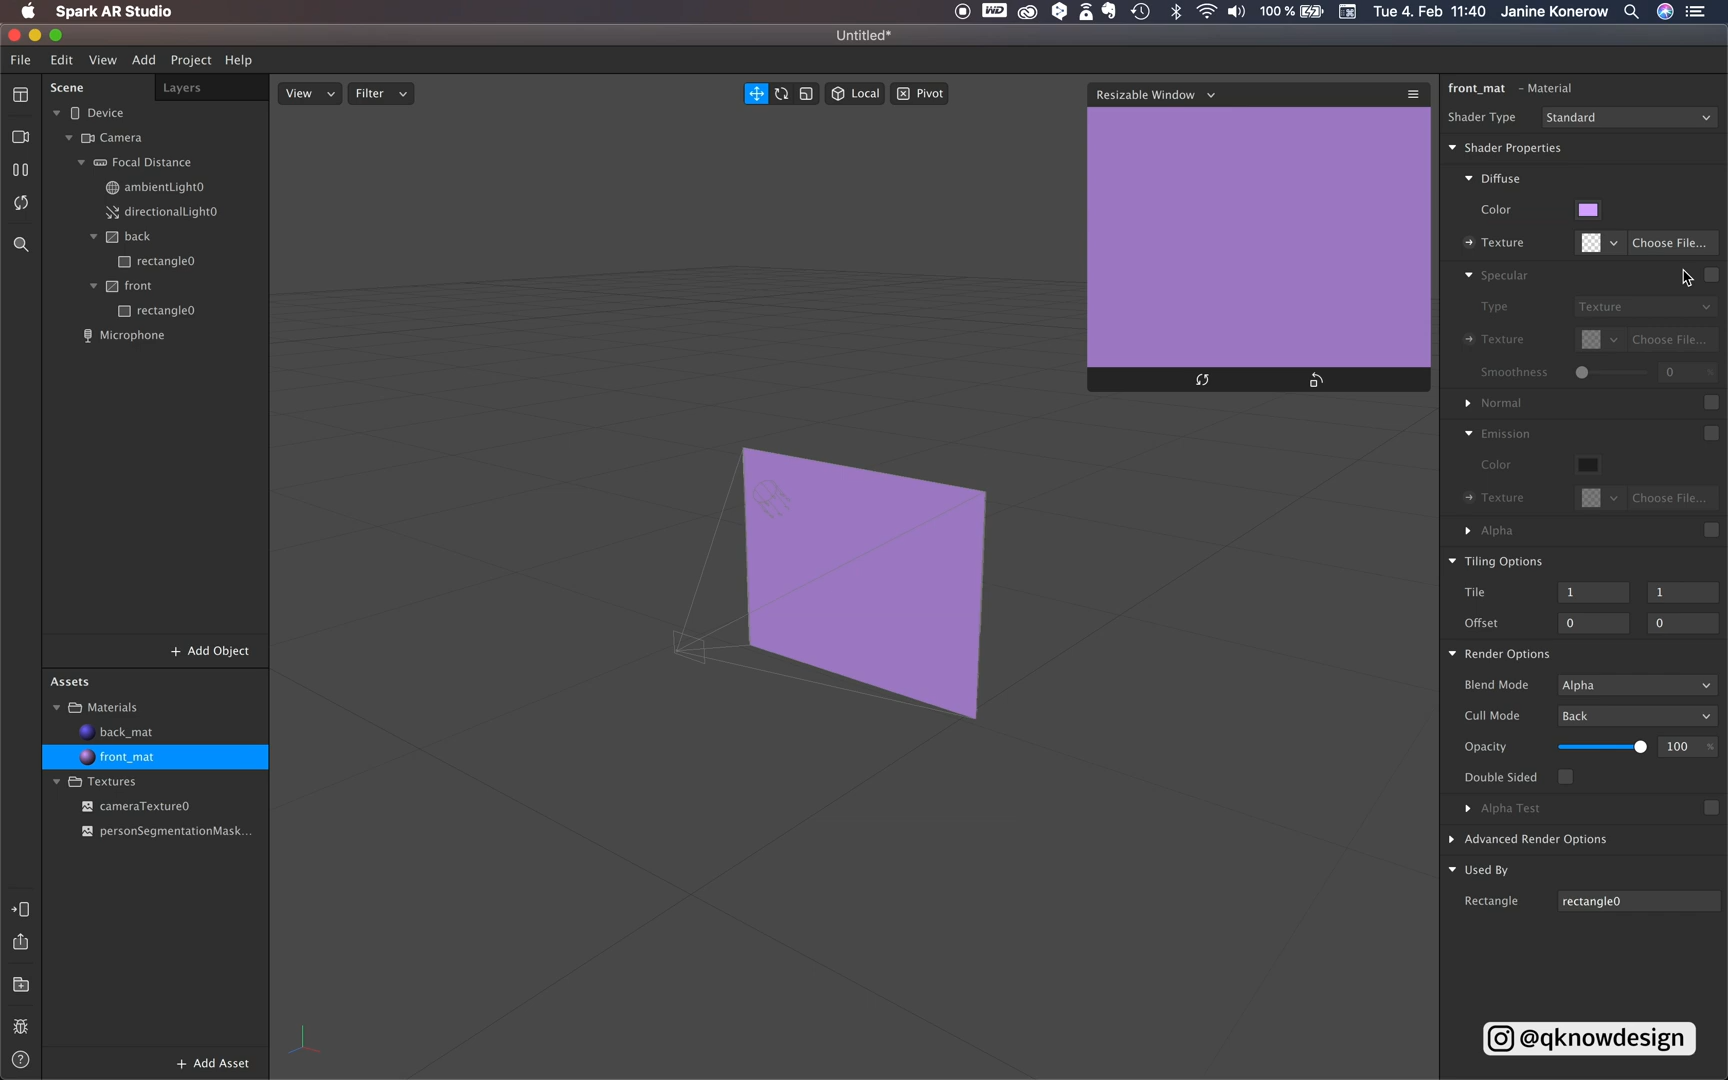 Spark AR Studio
100 %
Tue 4. Feb 11:40
Janine Konerow
Untitled*
File Edit View Add Project Help
Scene
Layers
Device
Camera
Focal Distance
ambientLight0
directionalLight0
back
rectangle0
front
rectangle0
Microphone
+ Add Object
Assets
Materials
back_mat
front_mat
Textures
cameraTexture0
personSegmentationMask...
+ Add Asset
View
Filter
Local
Pivot
Resizable Window
front_mat - Material
Shader Type Standard
Shader Properties
Diffuse
Color
Texture Choose File...
Specular
Type Texture
Texture Choose File...
Smoothness 0 %
Normal
Emission
Color
Texture Choose File...
Alpha
Tiling Options
Tile 1 1
Offset 0 0
Render Options
Blend Mode Alpha
Cull Mode Back
Opacity 100 %
Double Sided
Alpha Test
Advanced Render Options
Used By
Rectangle rectangle0
@qknowdesign